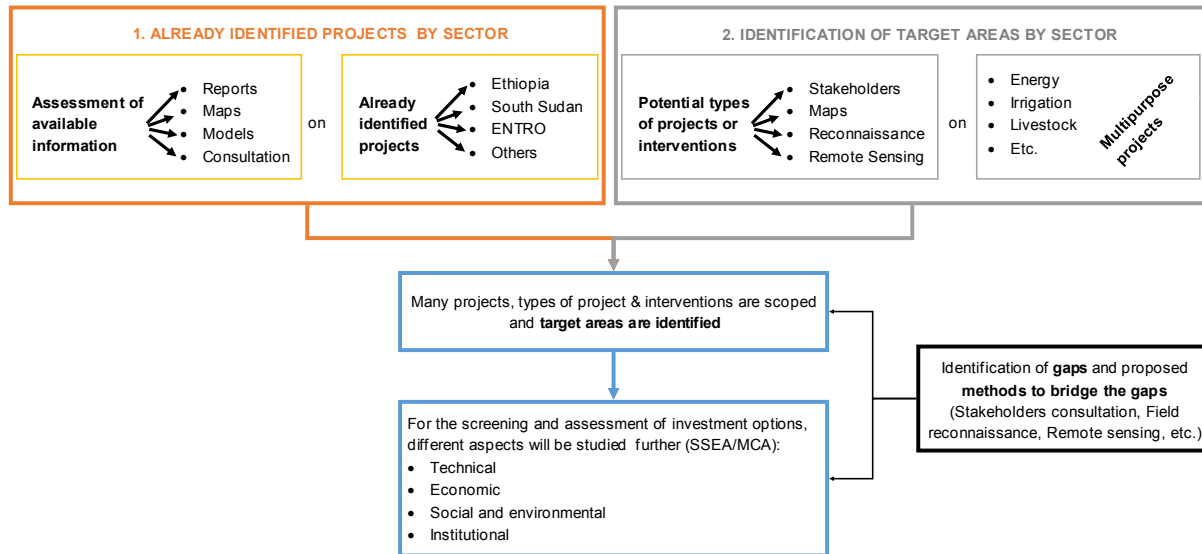 1. ALREADY IDENTIFIED PROJECTS BY SECTOR
Assessment of
available
information
• Reports
• Maps
• Models
• Consultation
on
Already
identified
projects
• Ethiopia
• South Sudan
• ENTRO
• Others
2. IDENTIFICATION OF TARGET AREAS BY SECTOR
Potential types
of projects or
interventions
• Stakeholders
• Maps
• Reconnaissance
• Remote Sensing
on
• Energy
• Irrigation
• Livestock
• Etc.
Multipurpose
projects
Many projects, types of project & interventions are scoped
and target areas are identified
Identification of gaps and proposed
methods to bridge the gaps
(Stakeholders consultation, Field
reconnaissance, Remote sensing, etc.)
For the screening and assessment of investment options,
different aspects will be studied further (SSEA/MCA):
• Technical
• Economic
• Social and environmental
• Institutional